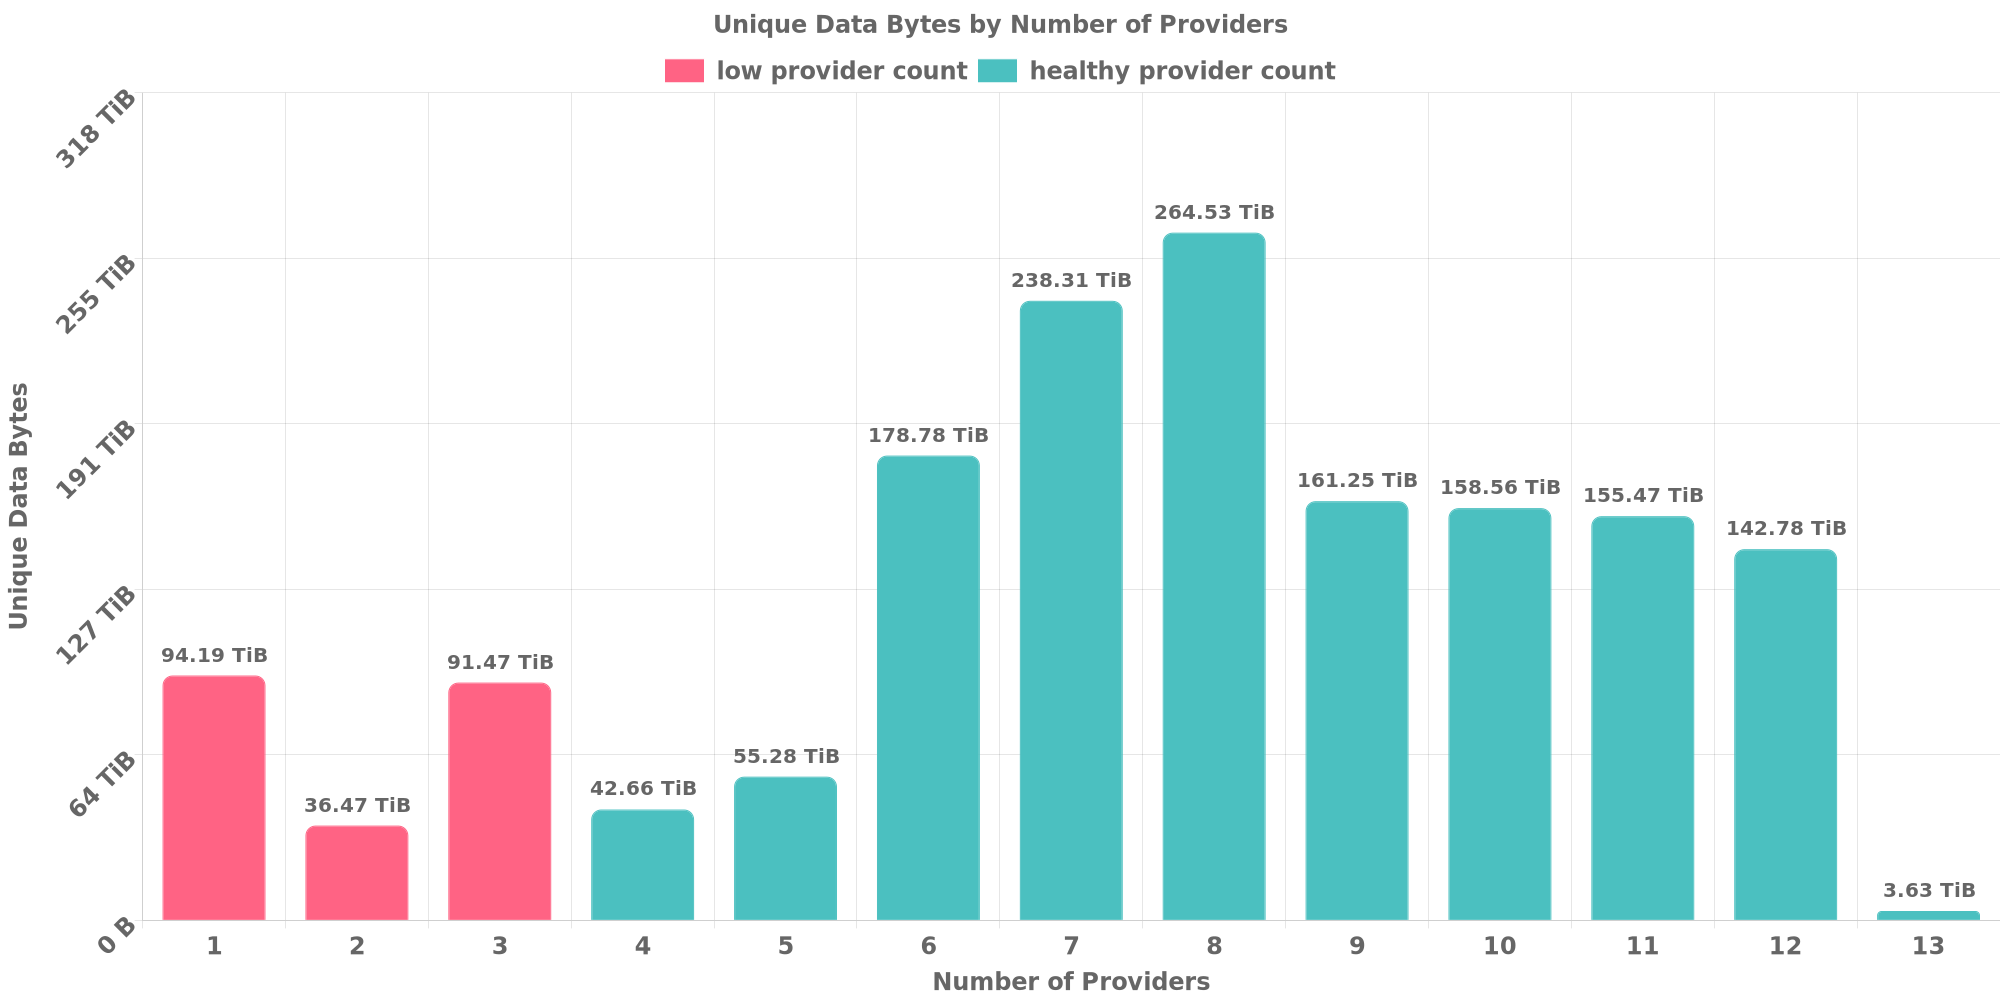 Unique Data Bytes by Number of Providers
low provider count healthy provider count
318 TiB
255 TiB
191 TiB
127 TiB
64 TiB
0 B
Unique Data Bytes
94.19 TiB
36.47 TiB
91.47 TiB
42.66 TiB
55.28 TiB
178.78 TiB
238.31 TiB
264.53 TiB
161.25 TiB
158.56 TiB
155.47 TiB
142.78 TiB
3.63 TiB
1 2 3 4 5 6 7 8 9 10 11 12 13
Number of Providers